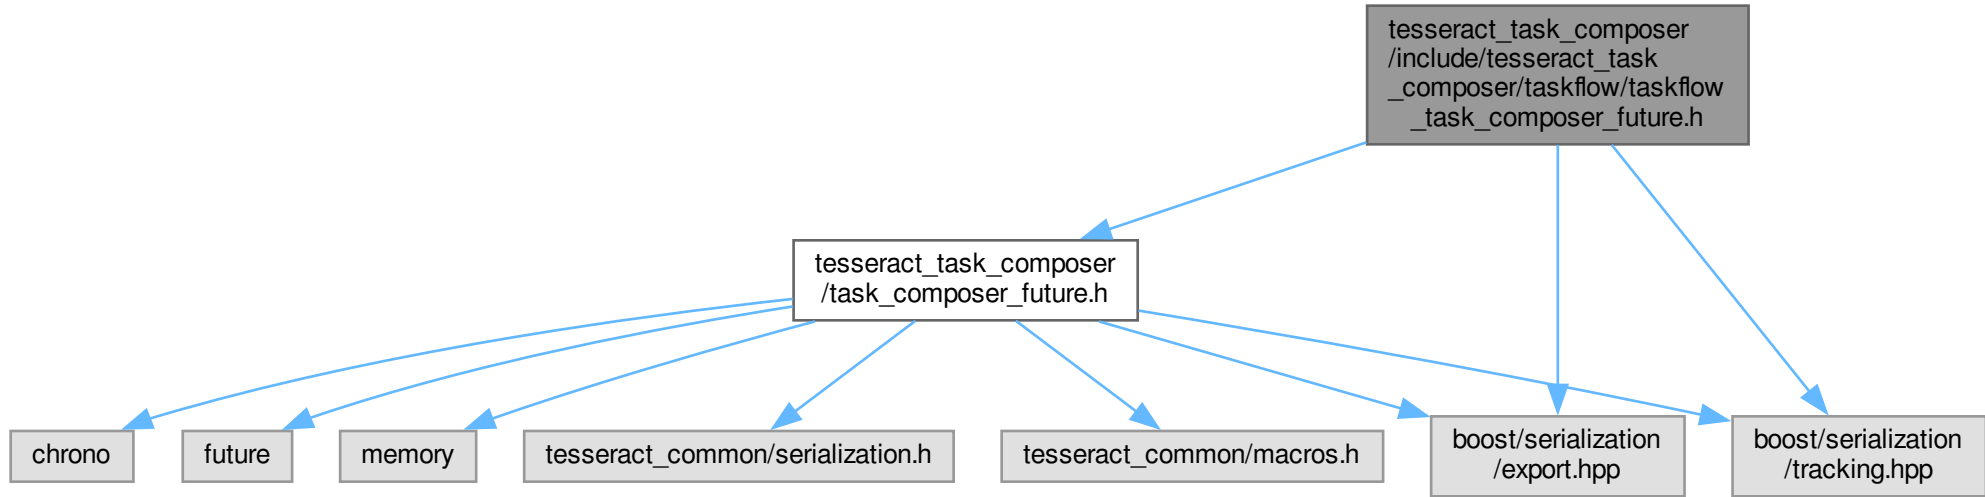 tesseract_task_composer
/include/tesseract_task
_composer/taskflow/taskflow
_task_composer_future.h
tesseract_task_composer
/task_composer_future.h
chrono
future
memory
tesseract_common/serialization.h
tesseract_common/macros.h
boost/serialization
/export.hpp
boost/serialization
/tracking.hpp